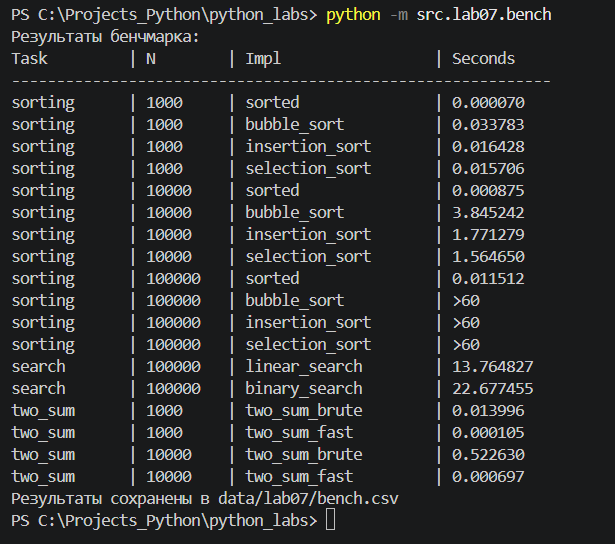 PS C:\Projects_Python\python_labs> python -m src.lab07.bench
Результаты бенчмарка:
Task | N | Impl | Seconds
------------------------------------------------------------
sorting | 1000 | sorted | 0.000070
sorting | 1000 | bubble_sort | 0.033783
sorting | 1000 | insertion_sort | 0.016428
sorting | 1000 | selection_sort | 0.015706
sorting | 10000 | sorted | 0.000875
sorting | 10000 | bubble_sort | 3.845242
sorting | 10000 | insertion_sort | 1.771279
sorting | 10000 | selection_sort | 1.564650
sorting | 100000 | sorted | 0.011512
sorting | 100000 | bubble_sort | >60
sorting | 100000 | insertion_sort | >60
sorting | 100000 | selection_sort | >60
search | 100000 | linear_search | 13.764827
search | 100000 | binary_search | 22.677455
two_sum | 1000 | two_sum_brute | 0.013996
two_sum | 1000 | two_sum_fast | 0.000105
two_sum | 10000 | two_sum_brute | 0.522630
two_sum | 10000 | two_sum_fast | 0.000697
Результаты сохранены в data/lab07/bench.csv
PS C:\Projects_Python\python_labs>